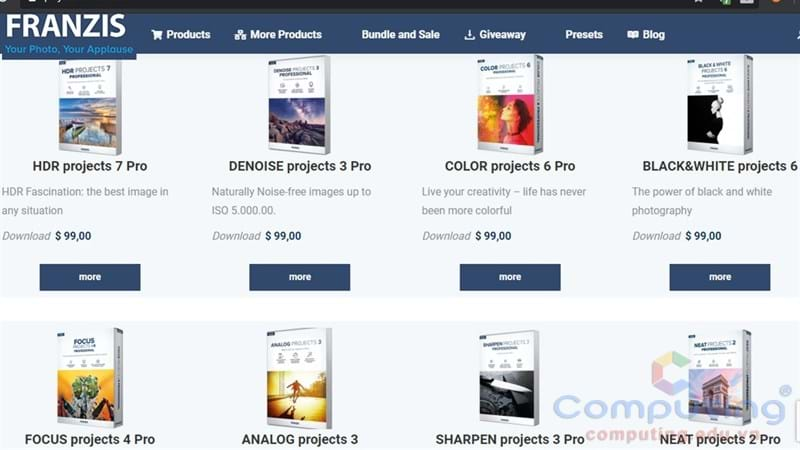 FRANZIS
Your Photo, Your Applause
Products
More Products
Bundle and Sale
Giveaway
Presets
Blog
HDR PROJECTS 7
PROFESSIONAL
DENOISE PROJECTS 3
PROFESSIONAL
COLOR PROJECTS 6
PROFESSIONAL
BLACK & WHITE
PROJECTS 6 PROFESSIONAL
HDR projects 7 Pro
DENOISE projects 3 Pro
COLOR projects 6 Pro
BLACK&WHITE projects 6
HDR Fascination: the best image in
any situation
Naturally Noise-free images up to
ISO 5.000.00.
Live your creativity – life has never
been more colorful
The power of black and white
photography
Download $ 99,00
Download $ 99,00
Download $ 99,00
Download $ 99,00
more
more
more
more
FOCUS
PROJECTS 4
PROFESSIONAL
ANALOG PROJECTS 3
SHARPEN PROJECTS 3
PROFESSIONAL
NEAT PROJECTS 2
Computing®
computing.edu.vn
FOCUS projects 4 Pro
ANALOG projects 3
SHARPEN projects 3 Pro
NEAT projects 2 Pro